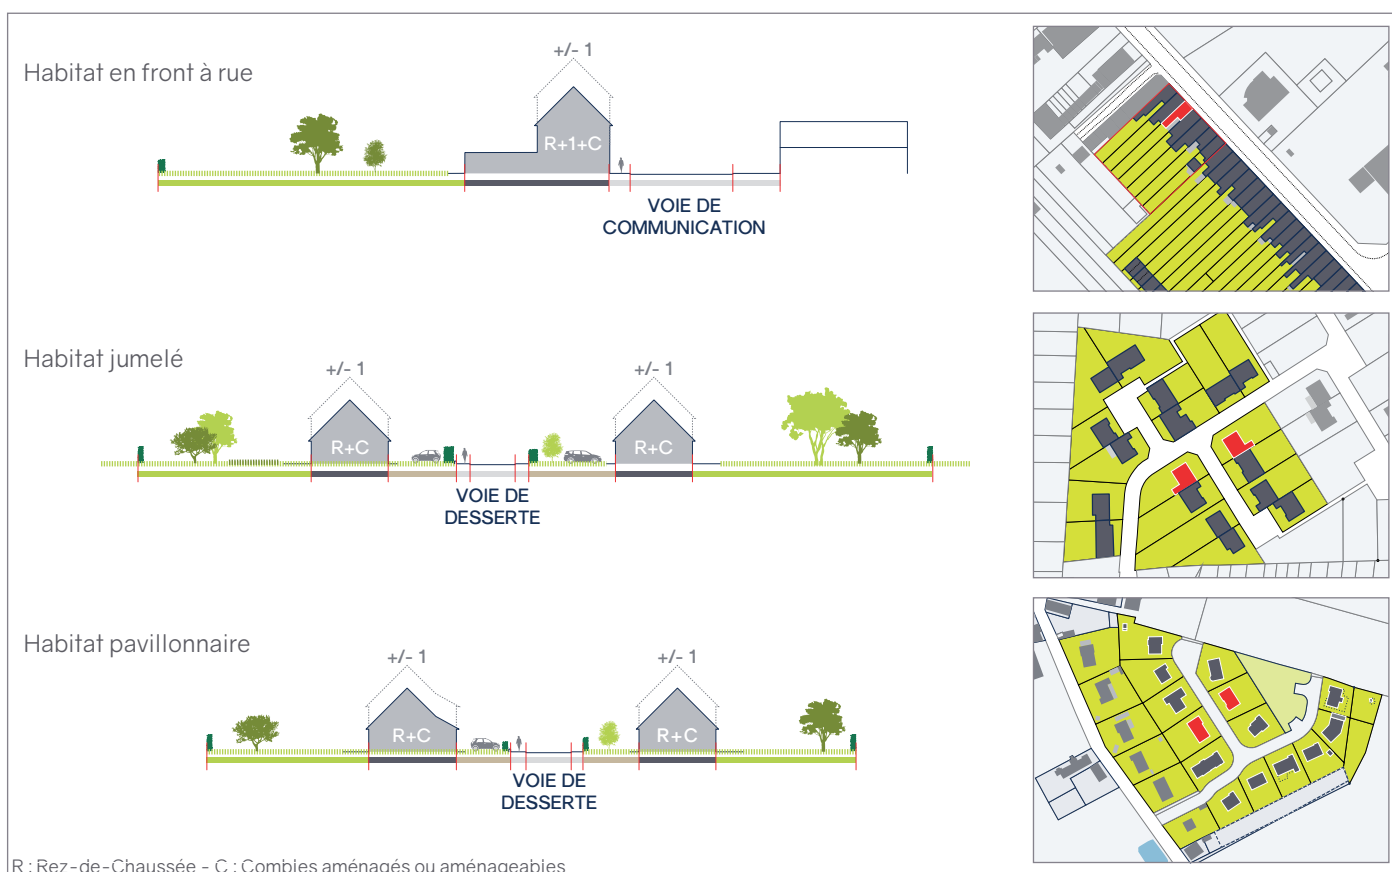 Habitat en front à rue
+/- 1
R+1+C
VOIE DE
COMMUNICATION
Habitat jumelé
+/- 1
+/- 1
R+C
R+C
VOIE DE
DESSERTE
Habitat pavillonnaire
+/- 1
+/- 1
R+C
R+C
VOIE DE
DESSERTE
R : Rez-de-Chaussée - C : Combles aménagés ou aménageables